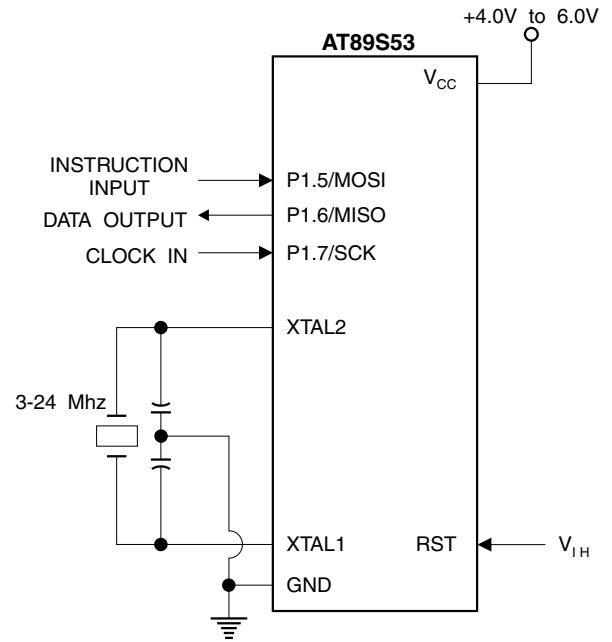 +4.0V to 6.0V
AT89S53
VCC
INSTRUCTION
INPUT
P1.5/MOSI
DATA OUTPUT
P1.6/MISO
CLOCK IN
P1.7/SCK
XTAL2
3-24 Mhz
XTAL1
RST
VIH
GND